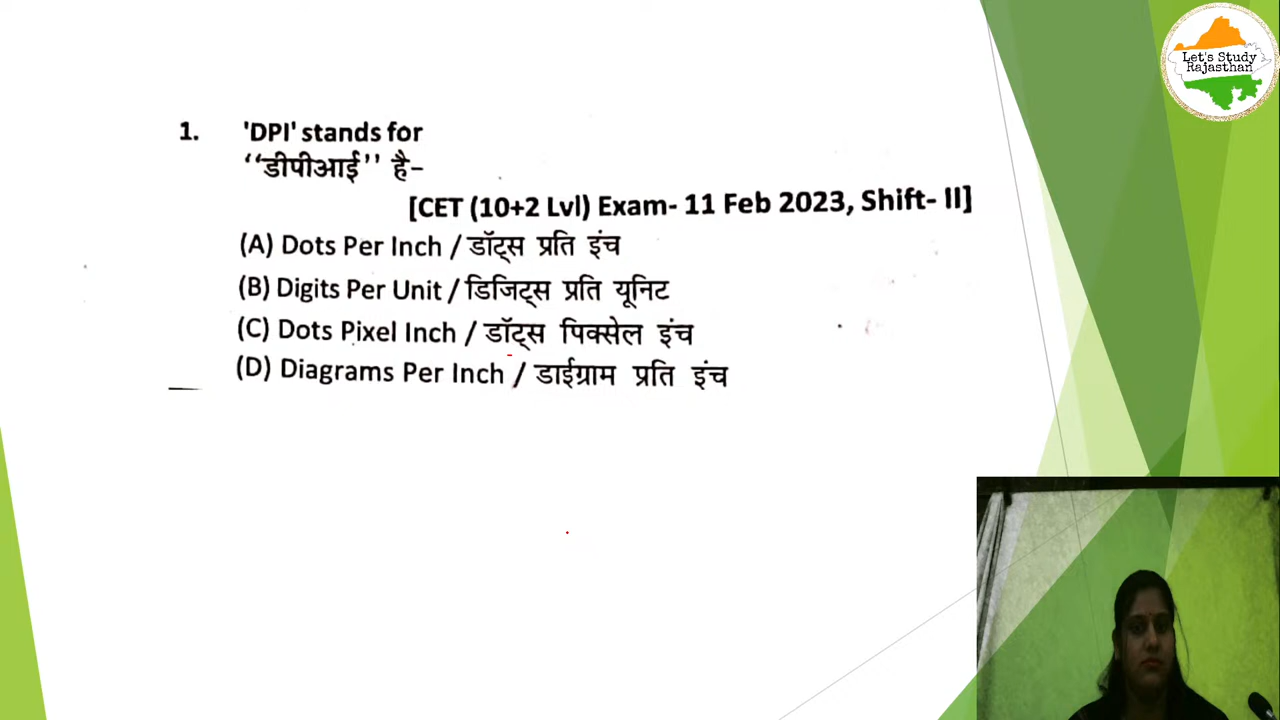 Let's Study
Rajasthan
1. 'DPI' stands for
‘‘डीपीआई’’ है-
[CET (10+2 Lvl) Exam- 11 Feb 2023, Shift- II]
(A) Dots Per Inch / डॉट्स प्रति इंच
(B) Digits Per Unit / डिजिट्स प्रति यूनिट
(C) Dots Pixel Inch / डॉट्स पिक्सेल इंच
(D) Diagrams Per Inch / डाईग्राम प्रति इंच